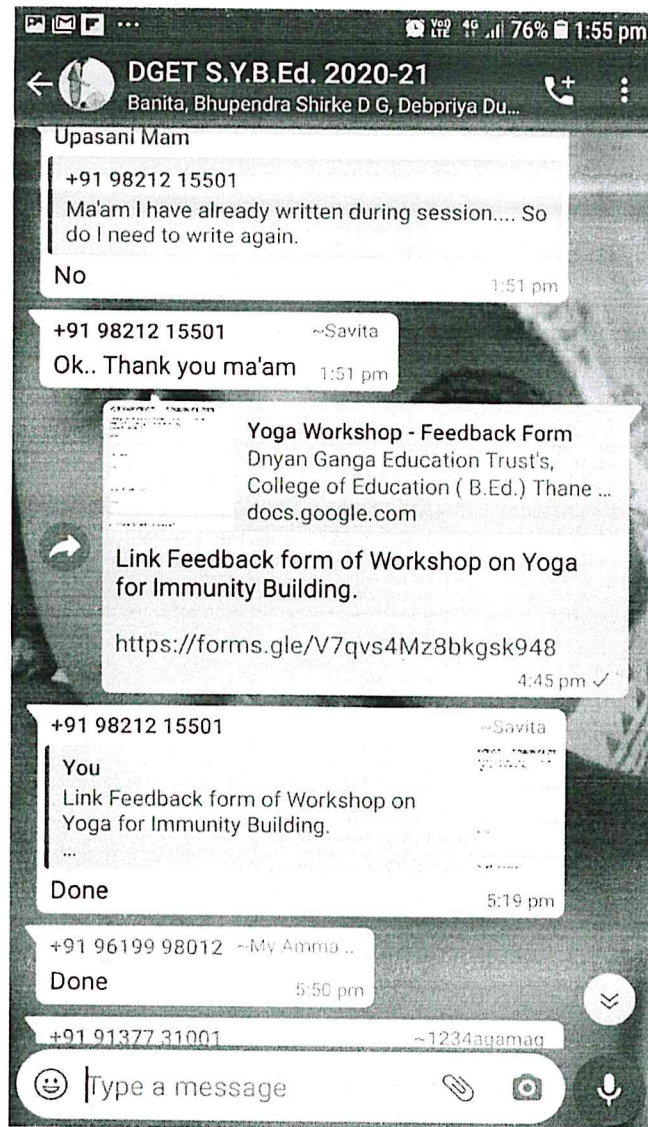 ... VoD LTE 4G 76% 1:55 pm
DGET S.Y.B.Ed. 2020-21
Banita, Bhupendra Shirke D G, Debpriya Du...
Upasani Mam
+91 98212 15501
Ma'am I have already written during session.... So
do I need to write again.
No
1:51 pm
+91 98212 15501 ~Savita
Ok.. Thank you ma'am 1:51 pm
Yoga Workshop - Feedback Form
Dnyan Ganga Education Trust's,
College of Education ( B.Ed.) Thane ...
docs.google.com
Link Feedback form of Workshop on Yoga
for Immunity Building.
https://forms.gle/V7qvs4Mz8bkgsk948
4:45 pm
+91 98212 15501 ~Savita
You
Link Feedback form of Workshop on
Yoga for Immunity Building.
...
Done
5:19 pm
+91 96199 98012 ~My Amma ..
Done
5:50 pm
+91 91377 31001 ~1234agamag
Type a message